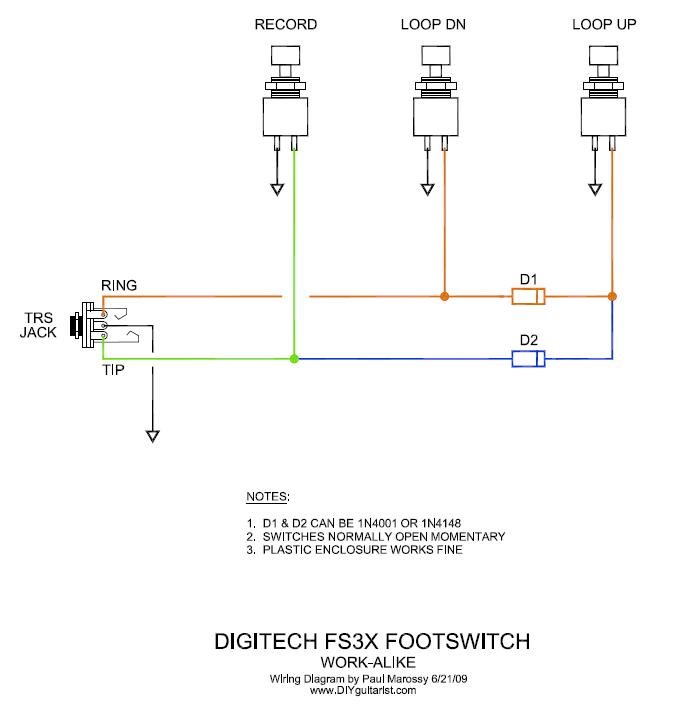 RECORD
LOOP DN
LOOP UP
RING
D1
TRS
JACK
D2
TIP
NOTES:
1. D1 & D2 CAN BE 1N4001 OR 1N4148
2. SWITCHES NORMALLY OPEN MOMENTARY
3. PLASTIC ENCLOSURE WORKS FINE
DIGITECH FS3X FOOTSWITCH
WORK-ALIKE
Wiring Diagram by Paul Marossy 6/21/09
www.DIYguitarist.com